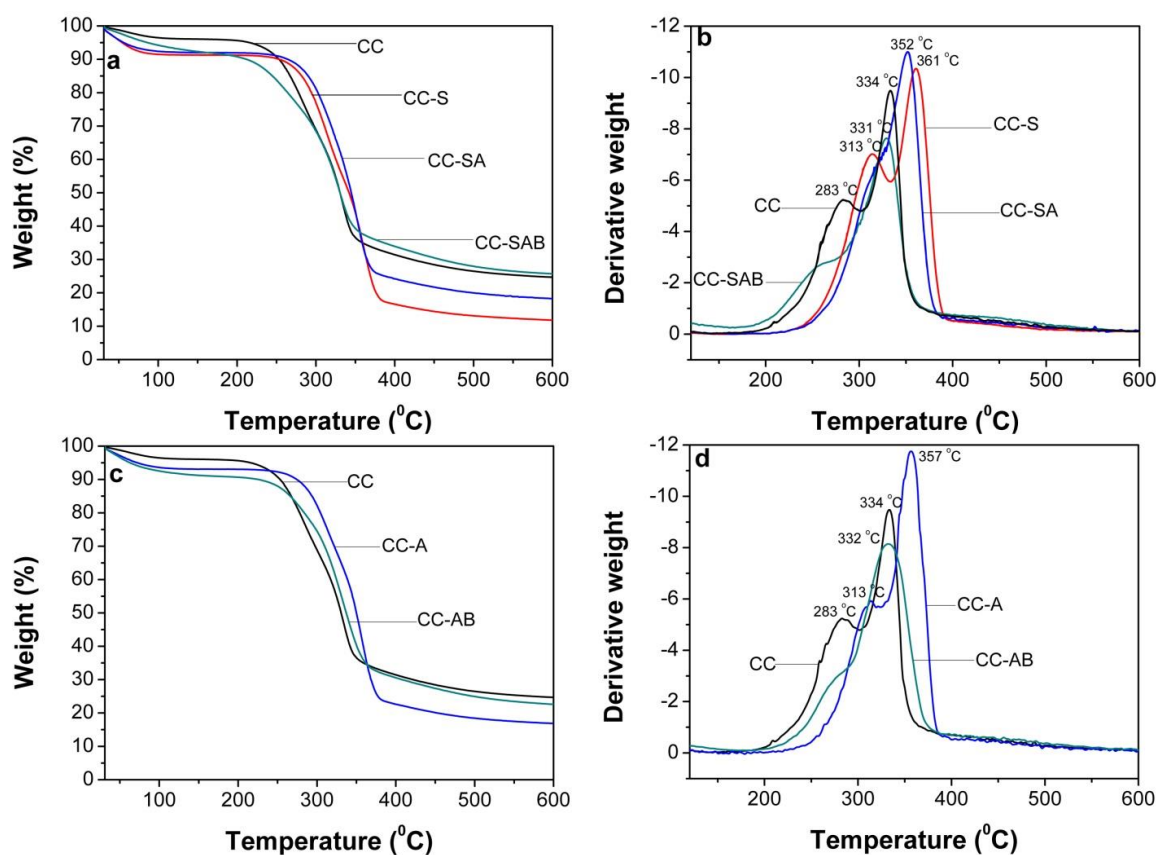 a
100
90
80
70
60
50
40
30
20
10
0
Weight (%)
CC
CC-S
CC-SA
CC-SAB
100 200 300 400 500 600
Temperature (⁰C)
b
-12
-10
-8
-6
-4
-2
0
Derivative weight
352 °C
361 °C
334 °C
331 °C
313 °C
283 °C
CC-S
CC
CC-SA
CC-SAB
200 300 400 500 600
Temperature (⁰C)
c
100
90
80
70
60
50
40
30
20
10
0
Weight (%)
CC
CC-A
CC-AB
100 200 300 400 500 600
Temperature (⁰C)
d
-12
-10
-8
-6
-4
-2
0
Derivative weight
357 °C
334 °C
332 °C
313 °C
283 °C
CC-A
CC
CC-AB
200 300 400 500 600
Temperature (⁰C)